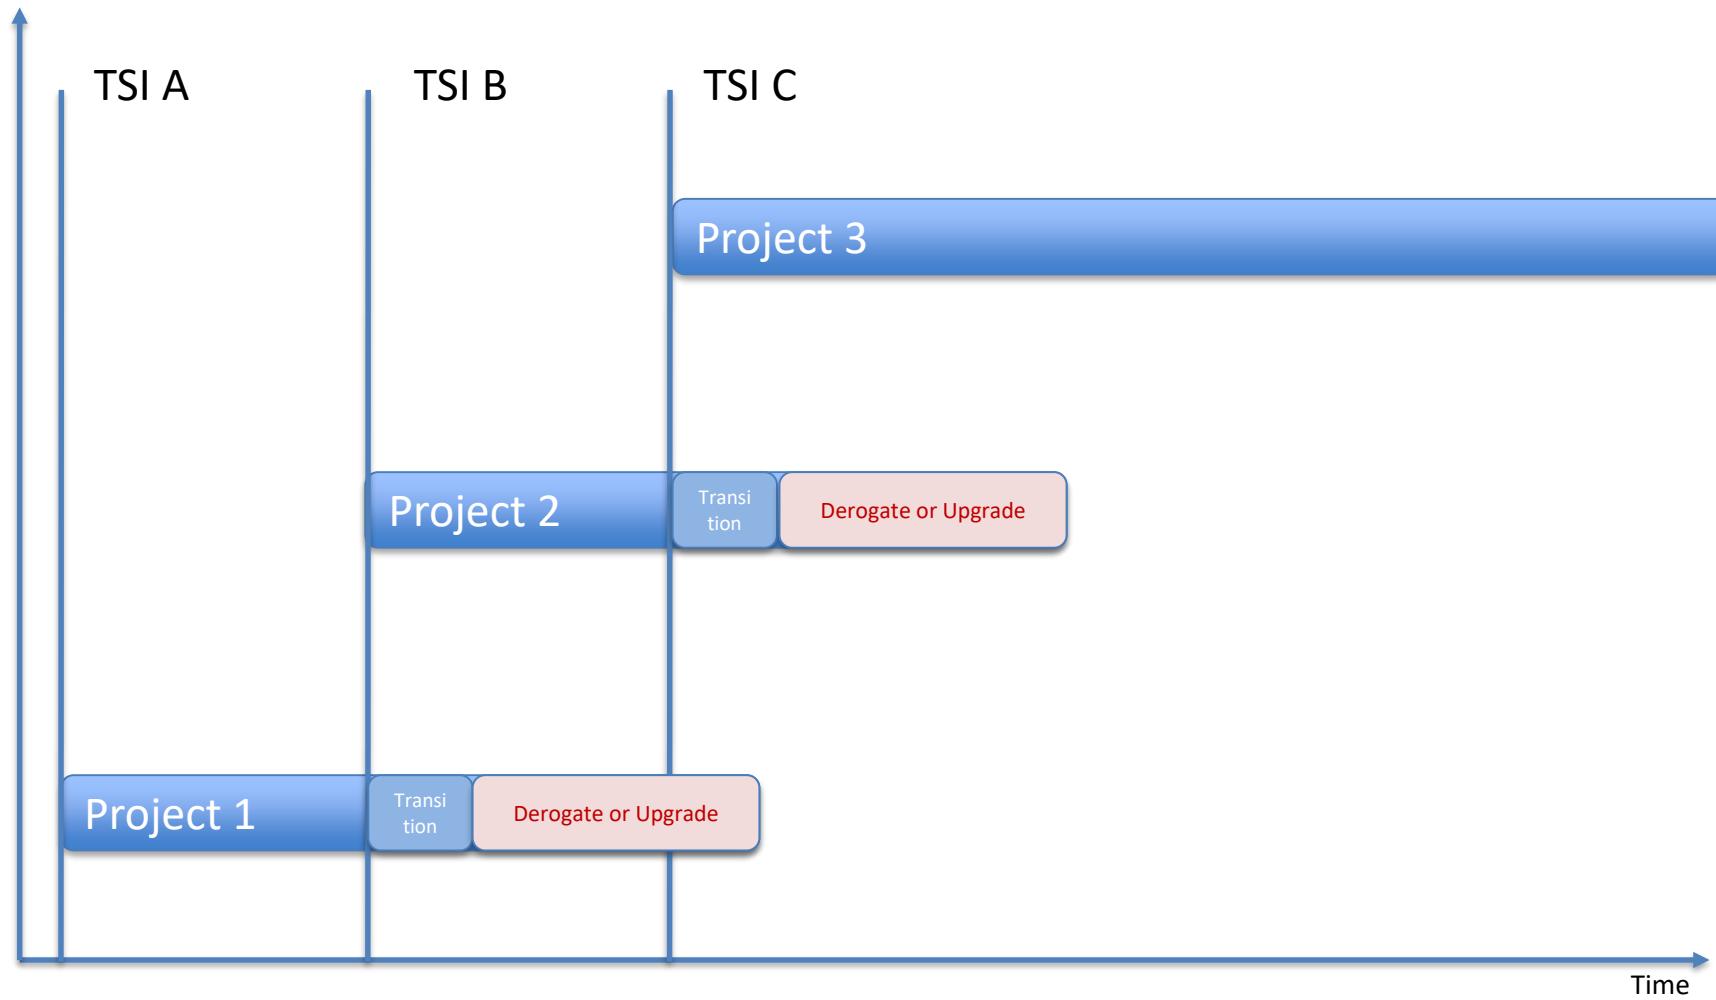 TSI A
TSI B
TSI C
Project 3
Project 2
Transi
tion
Derogate or Upgrade
Project 1
Transi
tion
Derogate or Upgrade
Time